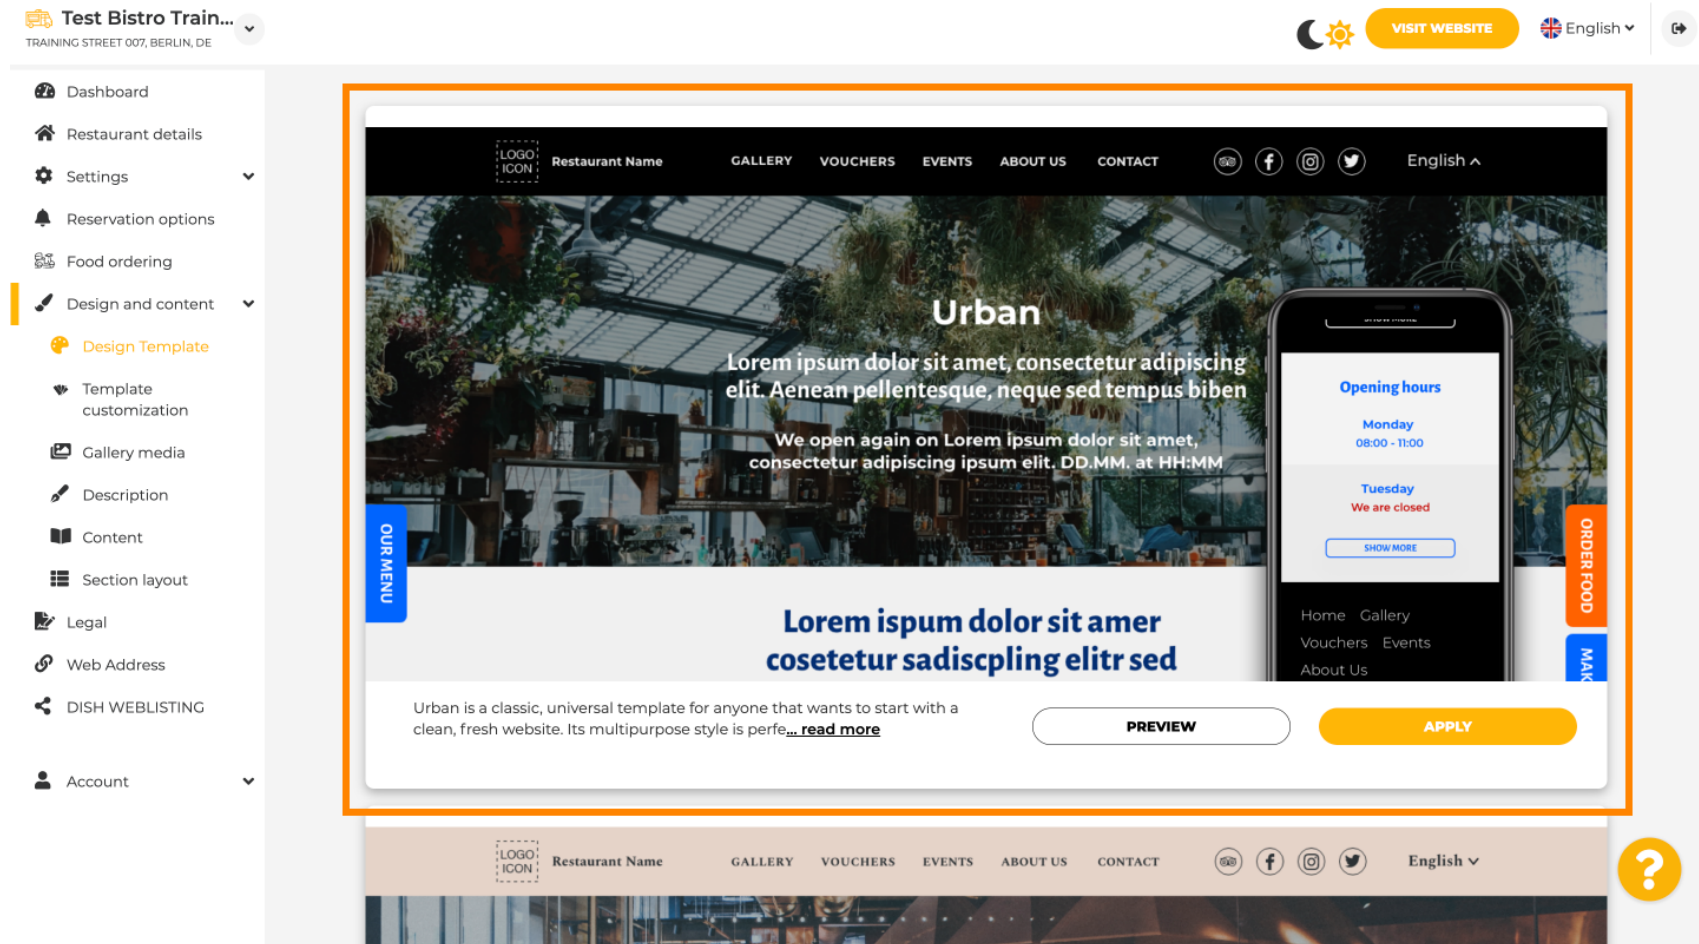 Test Bistro Train...
TRAINING STREET 007, BERLIN, DE
VISIT WEBSITE
English
Dashboard
Restaurant details
Settings
Reservation options
Food ordering
Design and content
Design Template
Template
customization
Gallery media
Description
Content
Section layout
Legal
Web Address
DISH WEBLISTING
Account
LOGO
ICON
Restaurant Name
GALLERY
VOUCHERS
EVENTS
ABOUT US
CONTACT
English
Urban
Lorem ipsum dolor sit amet, consectetur adipiscing
elit. Aenean pellentesque, neque sed tempus biben
We open again on Lorem ipsum dolor sit amet,
consectetur adipiscing ipsum elit. DD.MM. at HH:MM
OUR MENU
SHOW MORE
Opening hours
Monday
08:00 - 11:00
Tuesday
We are closed
SHOW MORE
Home Gallery
Vouchers Events
About Us
ORDER FOOD
MAK
Lorem ispum dolor sit amer
cosetetur sadiscpling elitr sed
Urban is a classic, universal template for anyone that wants to start with a
clean, fresh website. Its multipurpose style is perfe... read more
PREVIEW
APPLY
LOGO
ICON
Restaurant Name
GALLERY
VOUCHERS
EVENTS
ABOUT US
CONTACT
English
?